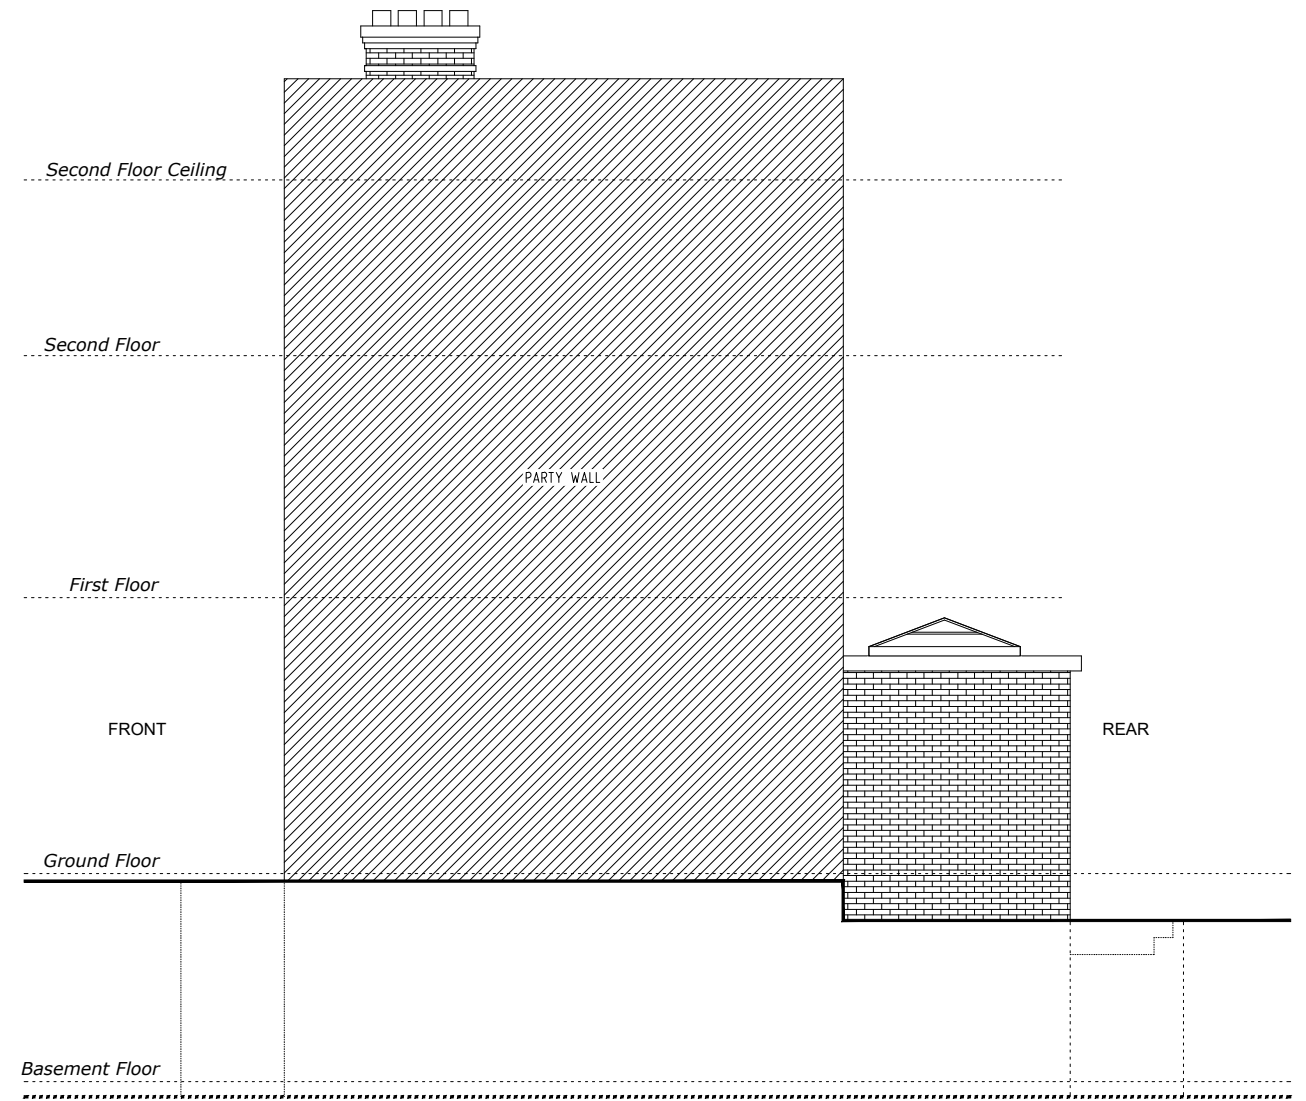 Second Floor Ceiling
Second Floor
PARTY WALL
First Floor
FRONT
REAR
Ground Floor
Basement Floor